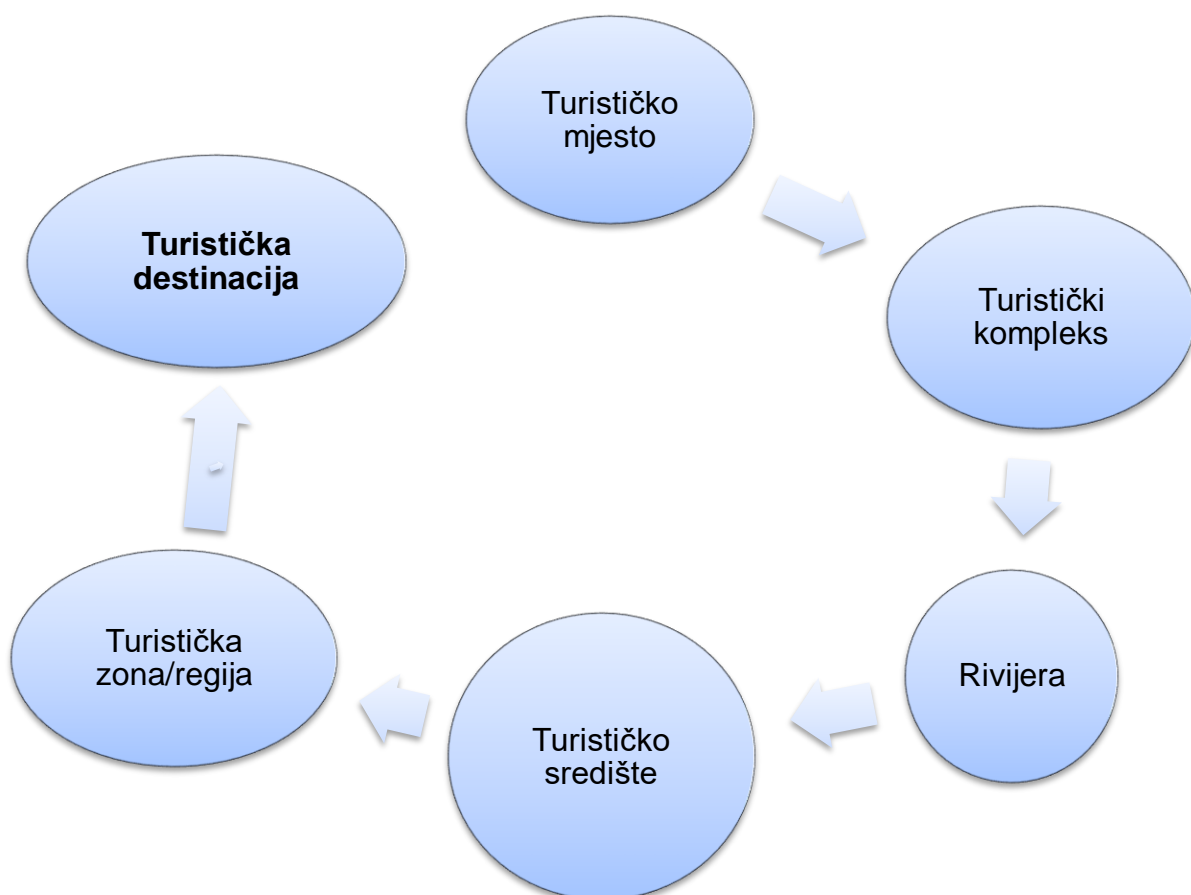 Turističko
mjesto
Turistički
kompleks
Rivijera
Turističko
središte
Turistička
zona/regija
Turistička
destinacija